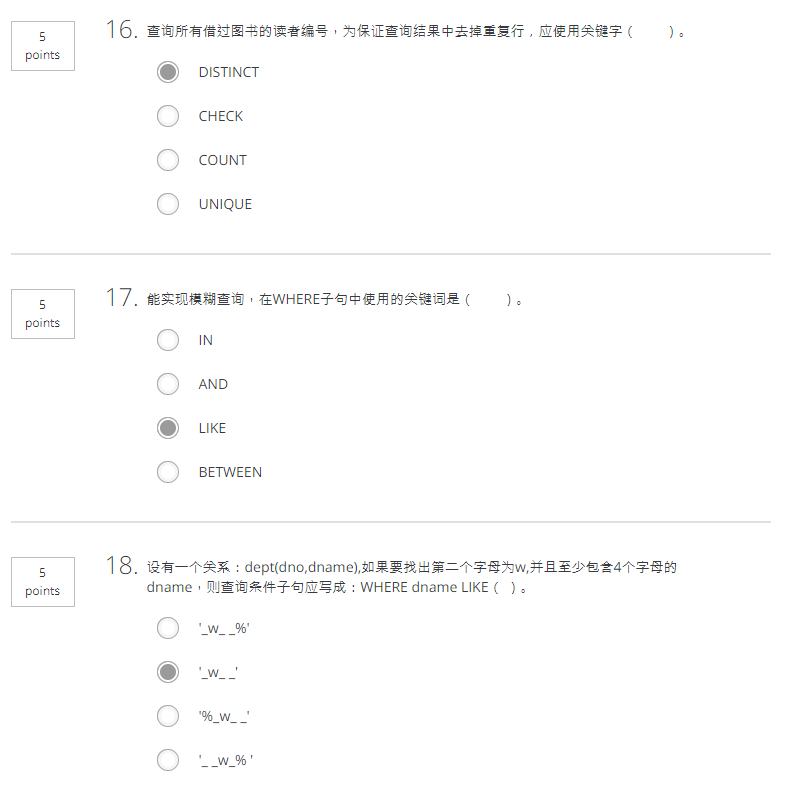 5
points
16. 查询所有借过图书的读者编号，为保证查询结果中去掉重复行，应使用关键字（　　）。
DISTINCT
CHECK
COUNT
UNIQUE
5
points
17. 能实现模糊查询，在WHERE子句中使用的关键词是（　　）。
IN
AND
LIKE
BETWEEN
5
points
18. 设有一个关系：dept(dno,dname),如果要找出第二个字母为w,并且至少包含4个字母的
dname，则查询条件子句应写成：WHERE dname LIKE（ ）。
'_w_ _%'
'_w_ _'
'%_w_ _'
'_ _w_% '